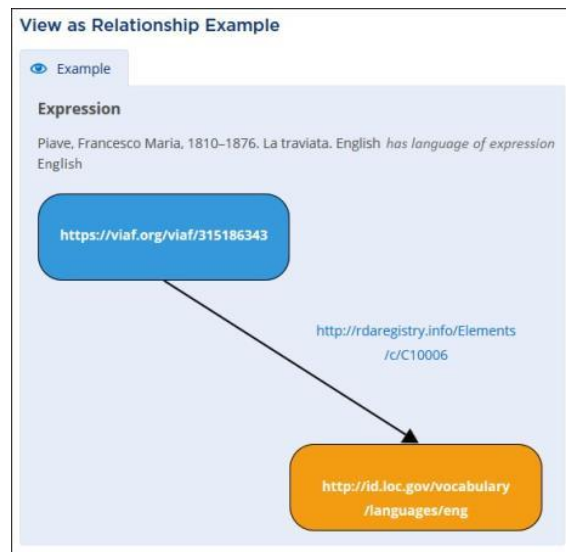 View as Relationship Example
Example
Expression
Piave, Francesco Maria, 1810–1876. La traviata. English has language of expression
English
https://viaf.org/viaf/315186343
http://rdaregistry.info/Elements
/c/C10006
http://id.loc.gov/vocabulary
/languages/eng